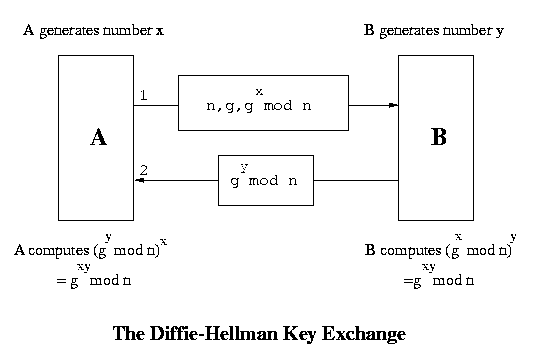 A generates number x
B generates number y
1
n,g,g^x mod n
A
B
2
g^y mod n
A computes (g^y mod n)^x
= g^xy mod n
B computes (g^x mod n)^y
=g^xy mod n
The Diffie-Hellman Key Exchange